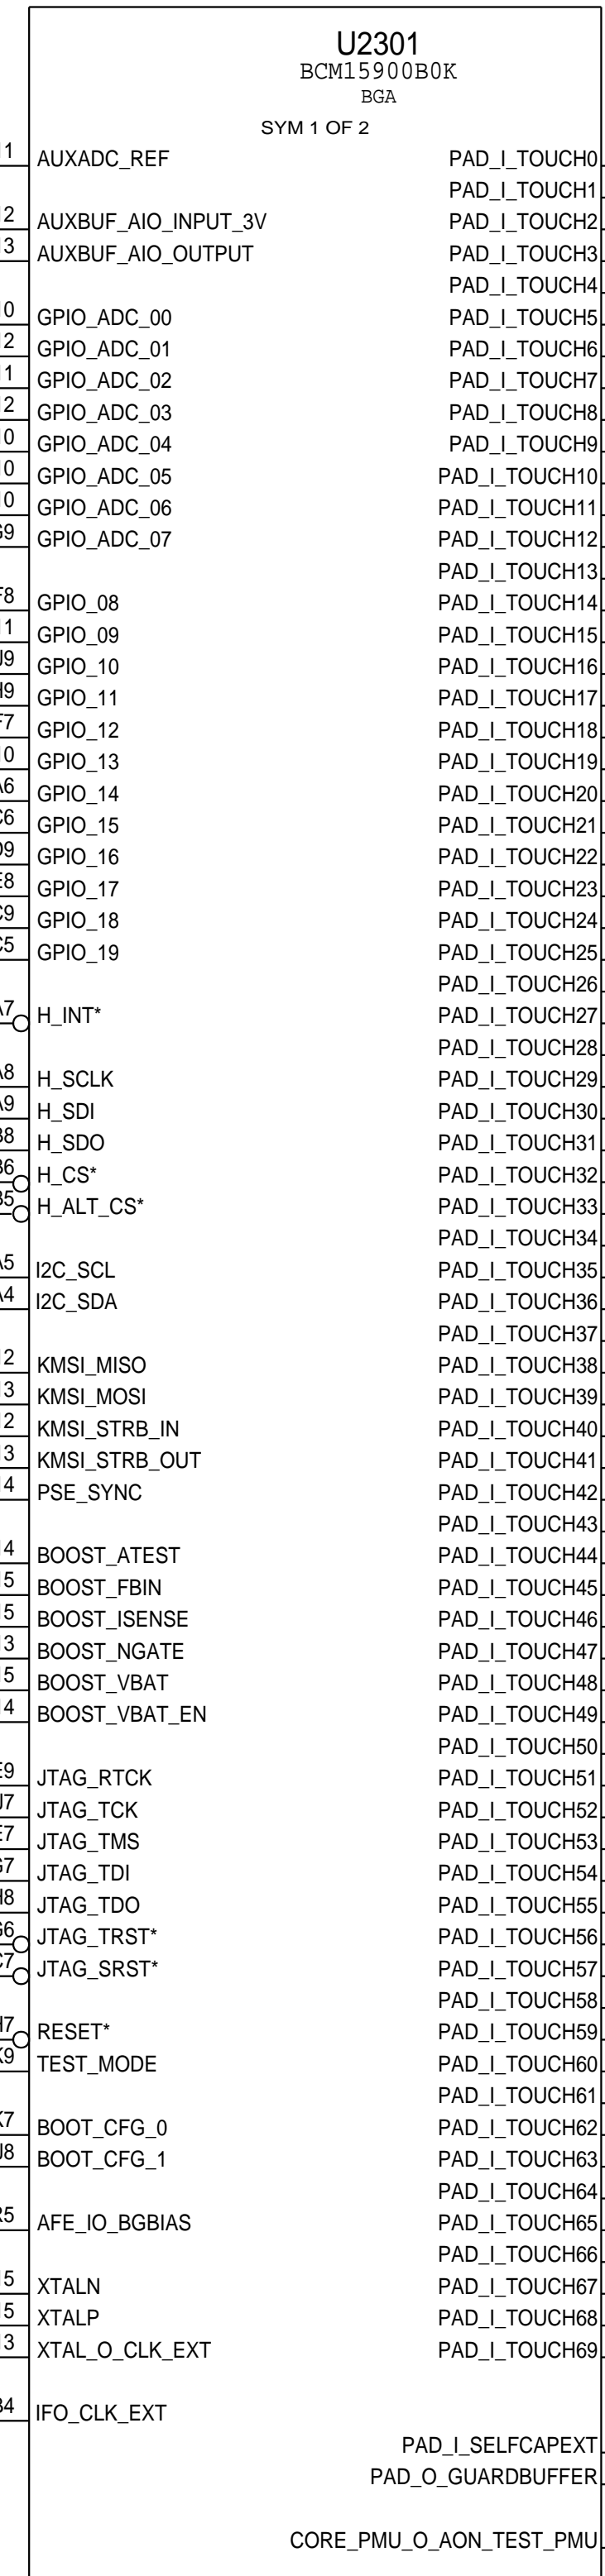 U2301
BCM15900B0K
BGA
SYM 1 OF 2
AUXADC_REF PAD_I_TOUCH0
PAD_I_TOUCH1
AUXBUF_AIO_INPUT_3V PAD_I_TOUCH2
AUXBUF_AIO_OUTPUT PAD_I_TOUCH3
PAD_I_TOUCH4
GPIO_ADC_00 PAD_I_TOUCH5
GPIO_ADC_01 PAD_I_TOUCH6
GPIO_ADC_02 PAD_I_TOUCH7
GPIO_ADC_03 PAD_I_TOUCH8
GPIO_ADC_04 PAD_I_TOUCH9
GPIO_ADC_05 PAD_I_TOUCH10
GPIO_ADC_06 PAD_I_TOUCH11
GPIO_ADC_07 PAD_I_TOUCH12
PAD_I_TOUCH13
GPIO_08 PAD_I_TOUCH14
GPIO_09 PAD_I_TOUCH15
GPIO_10 PAD_I_TOUCH16
GPIO_11 PAD_I_TOUCH17
GPIO_12 PAD_I_TOUCH18
GPIO_13 PAD_I_TOUCH19
GPIO_14 PAD_I_TOUCH20
GPIO_15 PAD_I_TOUCH21
GPIO_16 PAD_I_TOUCH22
GPIO_17 PAD_I_TOUCH23
GPIO_18 PAD_I_TOUCH24
GPIO_19 PAD_I_TOUCH25
PAD_I_TOUCH26
H_INT* PAD_I_TOUCH27
PAD_I_TOUCH28
H_SCLK PAD_I_TOUCH29
H_SDI PAD_I_TOUCH30
H_SDO PAD_I_TOUCH31
H_CS* PAD_I_TOUCH32
H_ALT_CS* PAD_I_TOUCH33
PAD_I_TOUCH34
I2C_SCL PAD_I_TOUCH35
I2C_SDA PAD_I_TOUCH36
PAD_I_TOUCH37
KMSI_MISO PAD_I_TOUCH38
KMSI_MOSI PAD_I_TOUCH39
KMSI_STRB_IN PAD_I_TOUCH40
KMSI_STRB_OUT PAD_I_TOUCH41
PSE_SYNC PAD_I_TOUCH42
PAD_I_TOUCH43
BOOST_ATEST PAD_I_TOUCH44
BOOST_FBIN PAD_I_TOUCH45
BOOST_ISENSE PAD_I_TOUCH46
BOOST_NGATE PAD_I_TOUCH47
BOOST_VBAT PAD_I_TOUCH48
BOOST_VBAT_EN PAD_I_TOUCH49
PAD_I_TOUCH50
JTAG_RTCK PAD_I_TOUCH51
JTAG_TCK PAD_I_TOUCH52
JTAG_TMS PAD_I_TOUCH53
JTAG_TDI PAD_I_TOUCH54
JTAG_TDO PAD_I_TOUCH55
JTAG_TRST* PAD_I_TOUCH56
JTAG_SRST* PAD_I_TOUCH57
PAD_I_TOUCH58
RESET* PAD_I_TOUCH59
TEST_MODE PAD_I_TOUCH60
PAD_I_TOUCH61
BOOT_CFG_0 PAD_I_TOUCH62
BOOT_CFG_1 PAD_I_TOUCH63
PAD_I_TOUCH64
AFE_IO_BGBIAS PAD_I_TOUCH65
PAD_I_TOUCH66
XTALN PAD_I_TOUCH67
XTALP PAD_I_TOUCH68
XTAL_O_CLK_EXT PAD_I_TOUCH69
IFO_CLK_EXT
PAD_I_SELFCAPEXT
PAD_O_GUARDBUFFER
CORE_PMU_O_AON_TEST_PMU